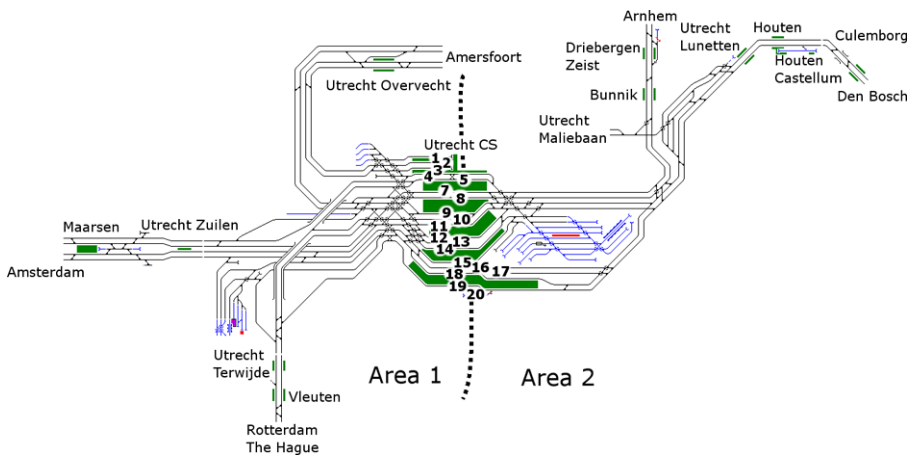 Arnhem
Utrecht
Lunetten
Houten
Culemborg
Amersfoort
Driebergen
Zeist
Houten
Castellum
Utrecht Overvecht
Bunnik
Den Bosch
Utrecht
Maliebaan
Utrecht CS
1
2
3
4
5
7
8
9
10
11
12
13
14
15
16
17
18
19
20
Maarsen
Utrecht Zuilen
Amsterdam
Utrecht
Terwijde
Area 1
Area 2
Vleuten
Rotterdam
The Hague